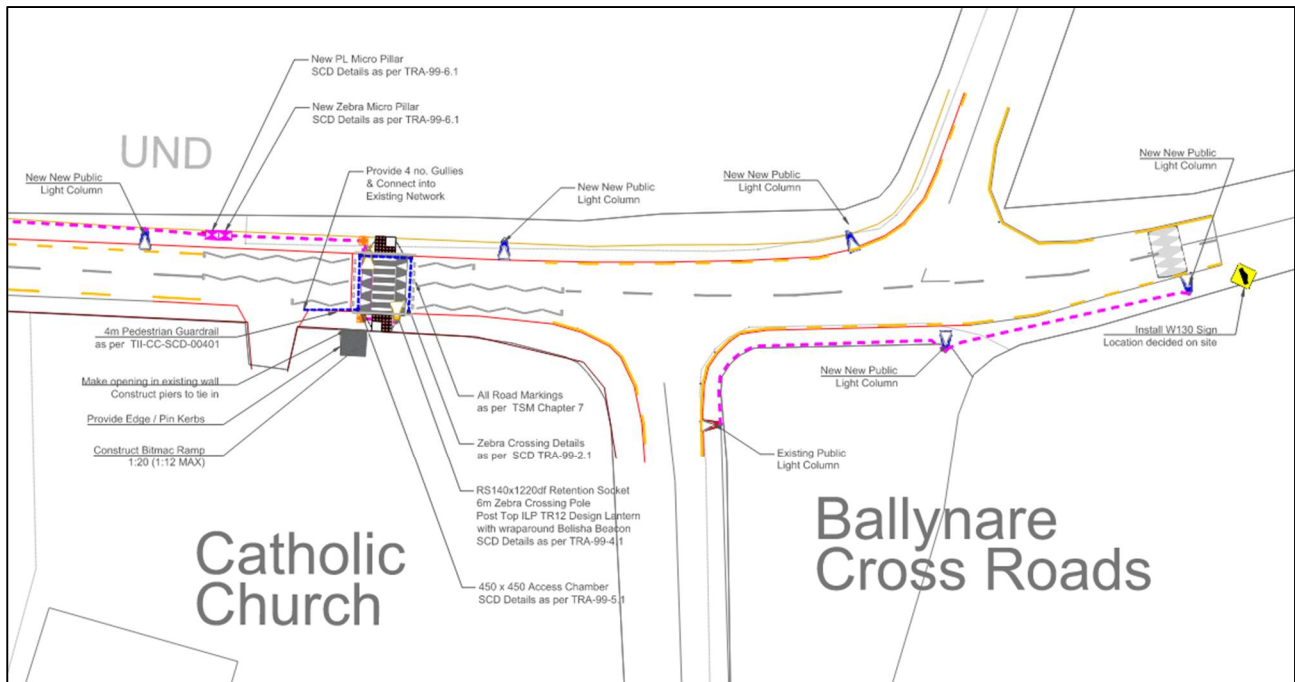 New PL Micro Pillar
SCD Details as per TRA-99-6.1
New Zebra Micro Pillar
SCD Details as per TRA-99-6.1
UND
New New Public
Light Column
Provide 4 no. Gullies
& Connect into
Existing Network
New New Public
Light Column
New New Public
Light Column
New New Public
Light Column
4m Pedestrian Guardrail
as per TII-CC-SCD-00401
Make opening in existing wall
Construct piers to tie in
Provide Edge / Pin Kerbs
Construct Bitmac Ramp
1:20 (1:12 MAX)
All Road Markings
as per TSM Chapter 7
Zebra Crossing Details
as per SCD TRA-99-2.1
RS140x1220df Retention Socket
6m Zebra Crossing Pole
Post Top ILP TR12 Design Lantern
with wraparound Belisha Beacon
SCD Details as per TRA-99-4.1
450 x 450 Access Chamber
SCD Details as per TRA-99-5.1
New New Public
Light Column
Install W130 Sign
Location decided on site
Existing Public
Light Column
Catholic
Church
Ballynare
Cross Roads